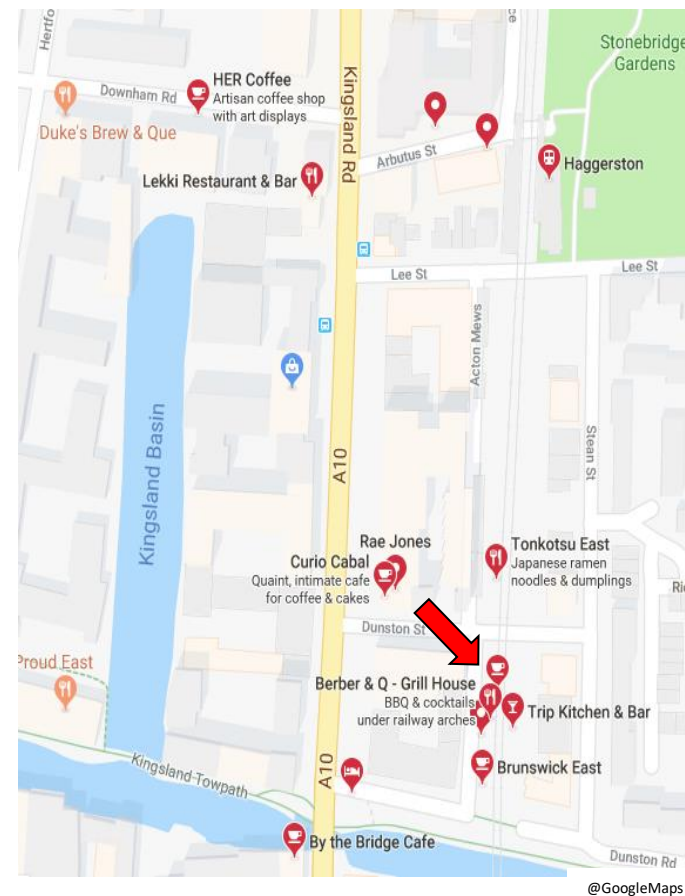 Hertfo
ce
Stonebridge
Gardens
HER Coffee
Artisan coffee shop
with art displays
Downham Rd
Duke's Brew & Que
Kingsland Rd
Arbutus St
Haggerston
Lekki Restaurant & Bar
Lee St
Lee St
Acton Mews
Kingsland Basin
A10
Stean St
Rae Jones
Curio Cabal
Quaint, intimate cafe
for coffee & cakes
Tonkotsu East
Japanese ramen
noodles & dumplings
Ri
Dunston St
Proud East
Berber & Q - Grill House
BBQ & cocktails
under railway arches
Trip Kitchen & Bar
Kingsland Towpath
A10
Brunswick East
By the Bridge Cafe
Dunston Rd
@GoogleMaps